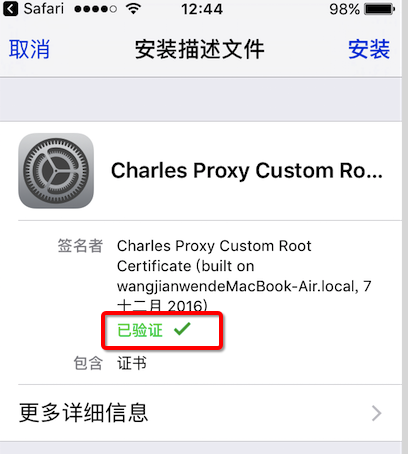 Safari 12:44 98%
取消 安装描述文件 安装
Charles Proxy Custom Ro...
签名者 Charles Proxy Custom Root
Certificate (built on
wangjianwendeMacBook-Air.local, 7
十二月 2016)
已验证
包含 证书
更多详细信息